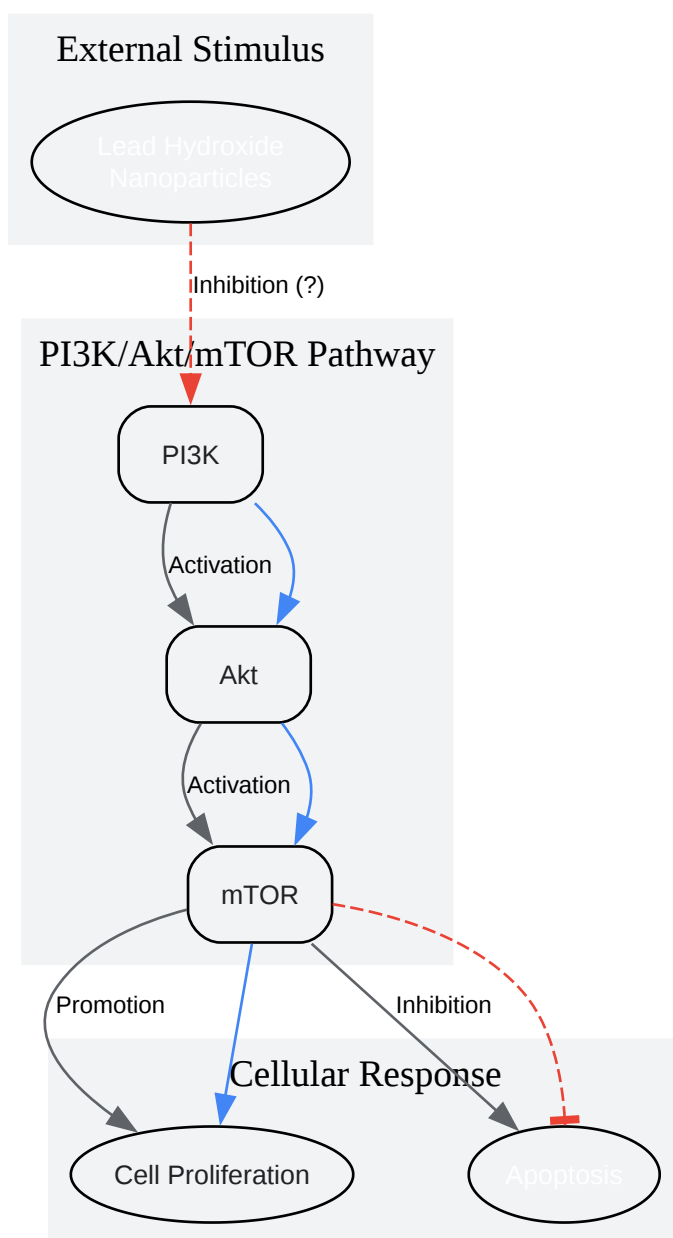 External Stimulus
Lead Hydroxide
Nanoparticles
Inhibition (?)
PI3K/Akt/mTOR Pathway
PI3K
Activation
Akt
Activation
mTOR
Promotion
Inhibition
Cellular Response
Cell Proliferation
Apoptosis